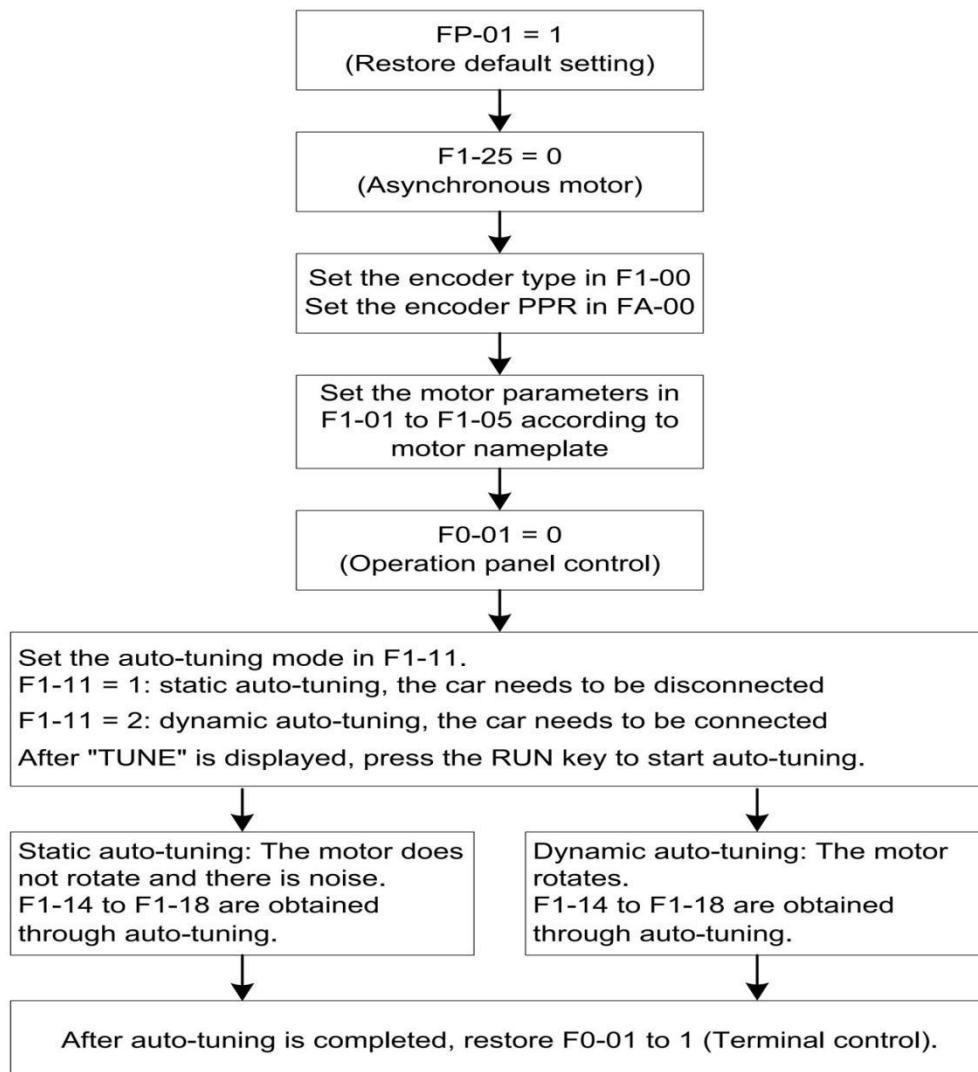 FP-01 = 1
(Restore default setting)
F1-25 = 0
(Asynchronous motor)
Set the encoder type in F1-00
Set the encoder PPR in FA-00
Set the motor parameters in
F1-01 to F1-05 according to
motor nameplate
F0-01 = 0
(Operation panel control)
Set the auto-tuning mode in F1-11.
F1-11 = 1: static auto-tuning, the car needs to be disconnected
F1-11 = 2: dynamic auto-tuning, the car needs to be connected
After "TUNE" is displayed, press the RUN key to start auto-tuning.
Static auto-tuning: The motor does
not rotate and there is noise.
F1-14 to F1-18 are obtained
through auto-tuning.
Dynamic auto-tuning: The motor
rotates.
F1-14 to F1-18 are obtained
through auto-tuning.
After auto-tuning is completed, restore F0-01 to 1 (Terminal control).